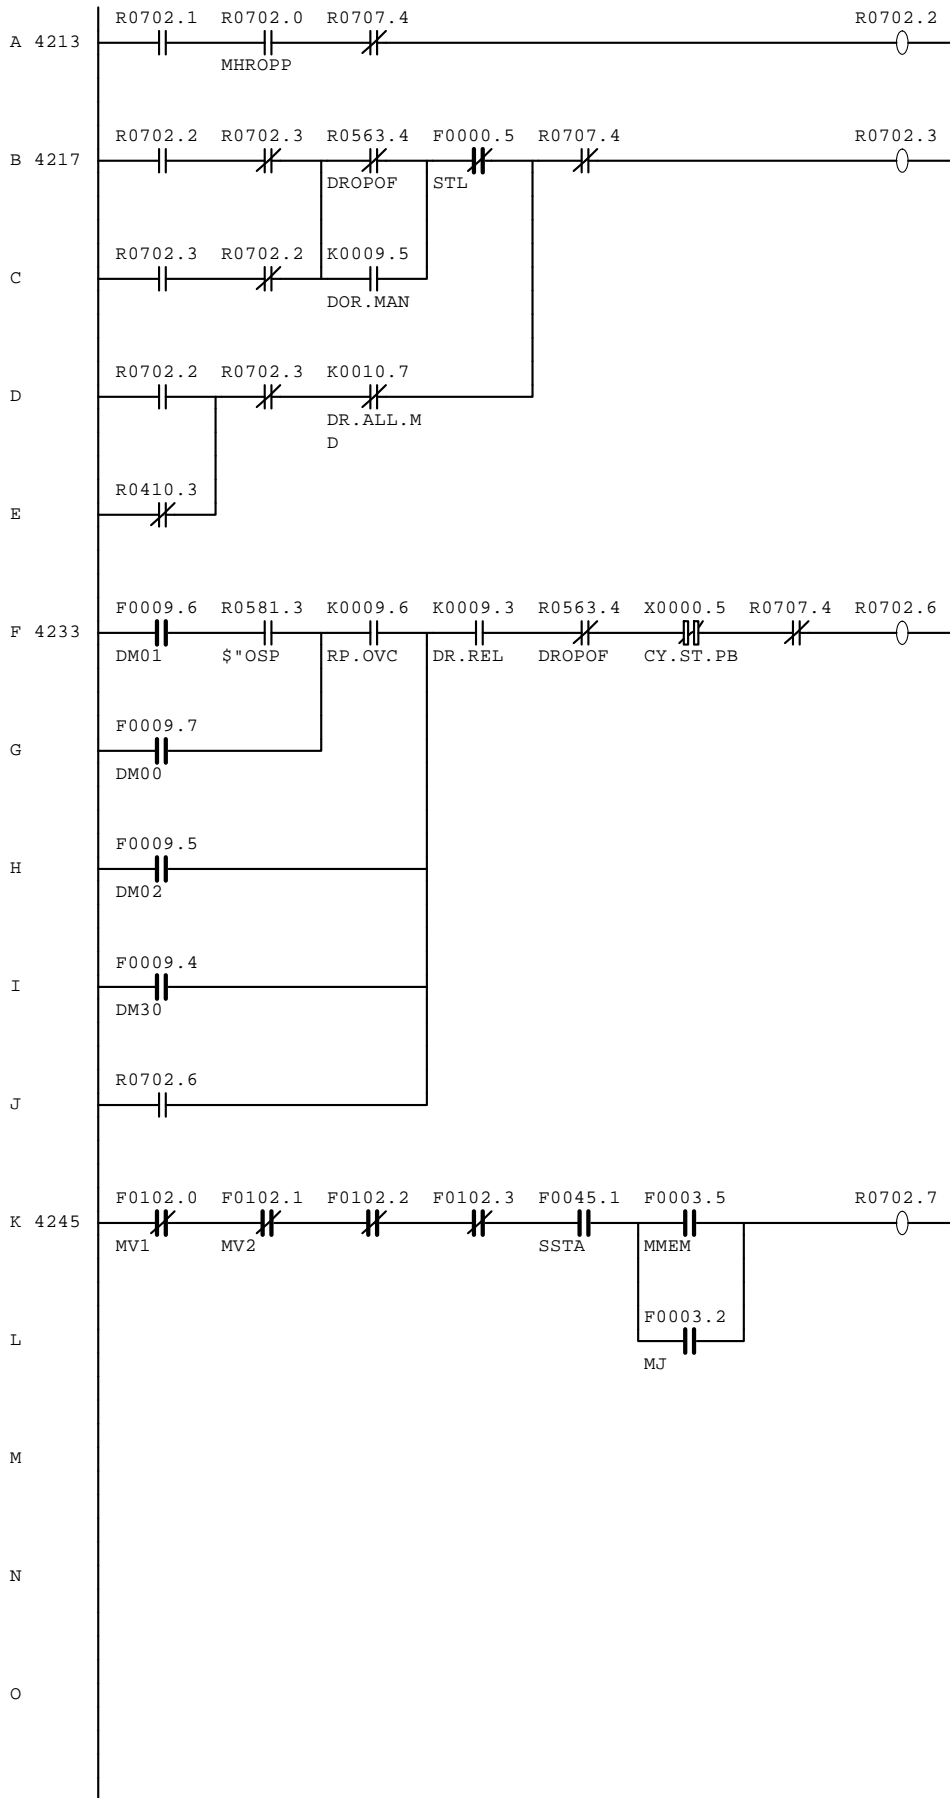 R0702.1 R0702.0 R0707.4 R0702.2
A 4213
MHROPP
R0702.2 R0702.3 R0563.4 F0000.5 R0707.4 R0702.3
B 4217
DROPOF STL
R0702.3 R0702.2 K0009.5
C
DOR.MAN
R0702.2 R0702.3 K0010.7
D
DR.ALL.M
D
R0410.3
E
F0009.6 R0581.3 K0009.6 K0009.3 R0563.4 X0000.5 R0707.4 R0702.6
F 4233
DM01 $"OSP RP.OVC DR.REL DROPOF CY.ST.PB
F0009.7
G
DM00
F0009.5
H
DM02
F0009.4
I
DM30
R0702.6
J
F0102.0 F0102.1 F0102.2 F0102.3 F0045.1 F0003.5 R0702.7
K 4245
MV1 MV2 SSTA MMEM
F0003.2
L
MJ
M
N
O